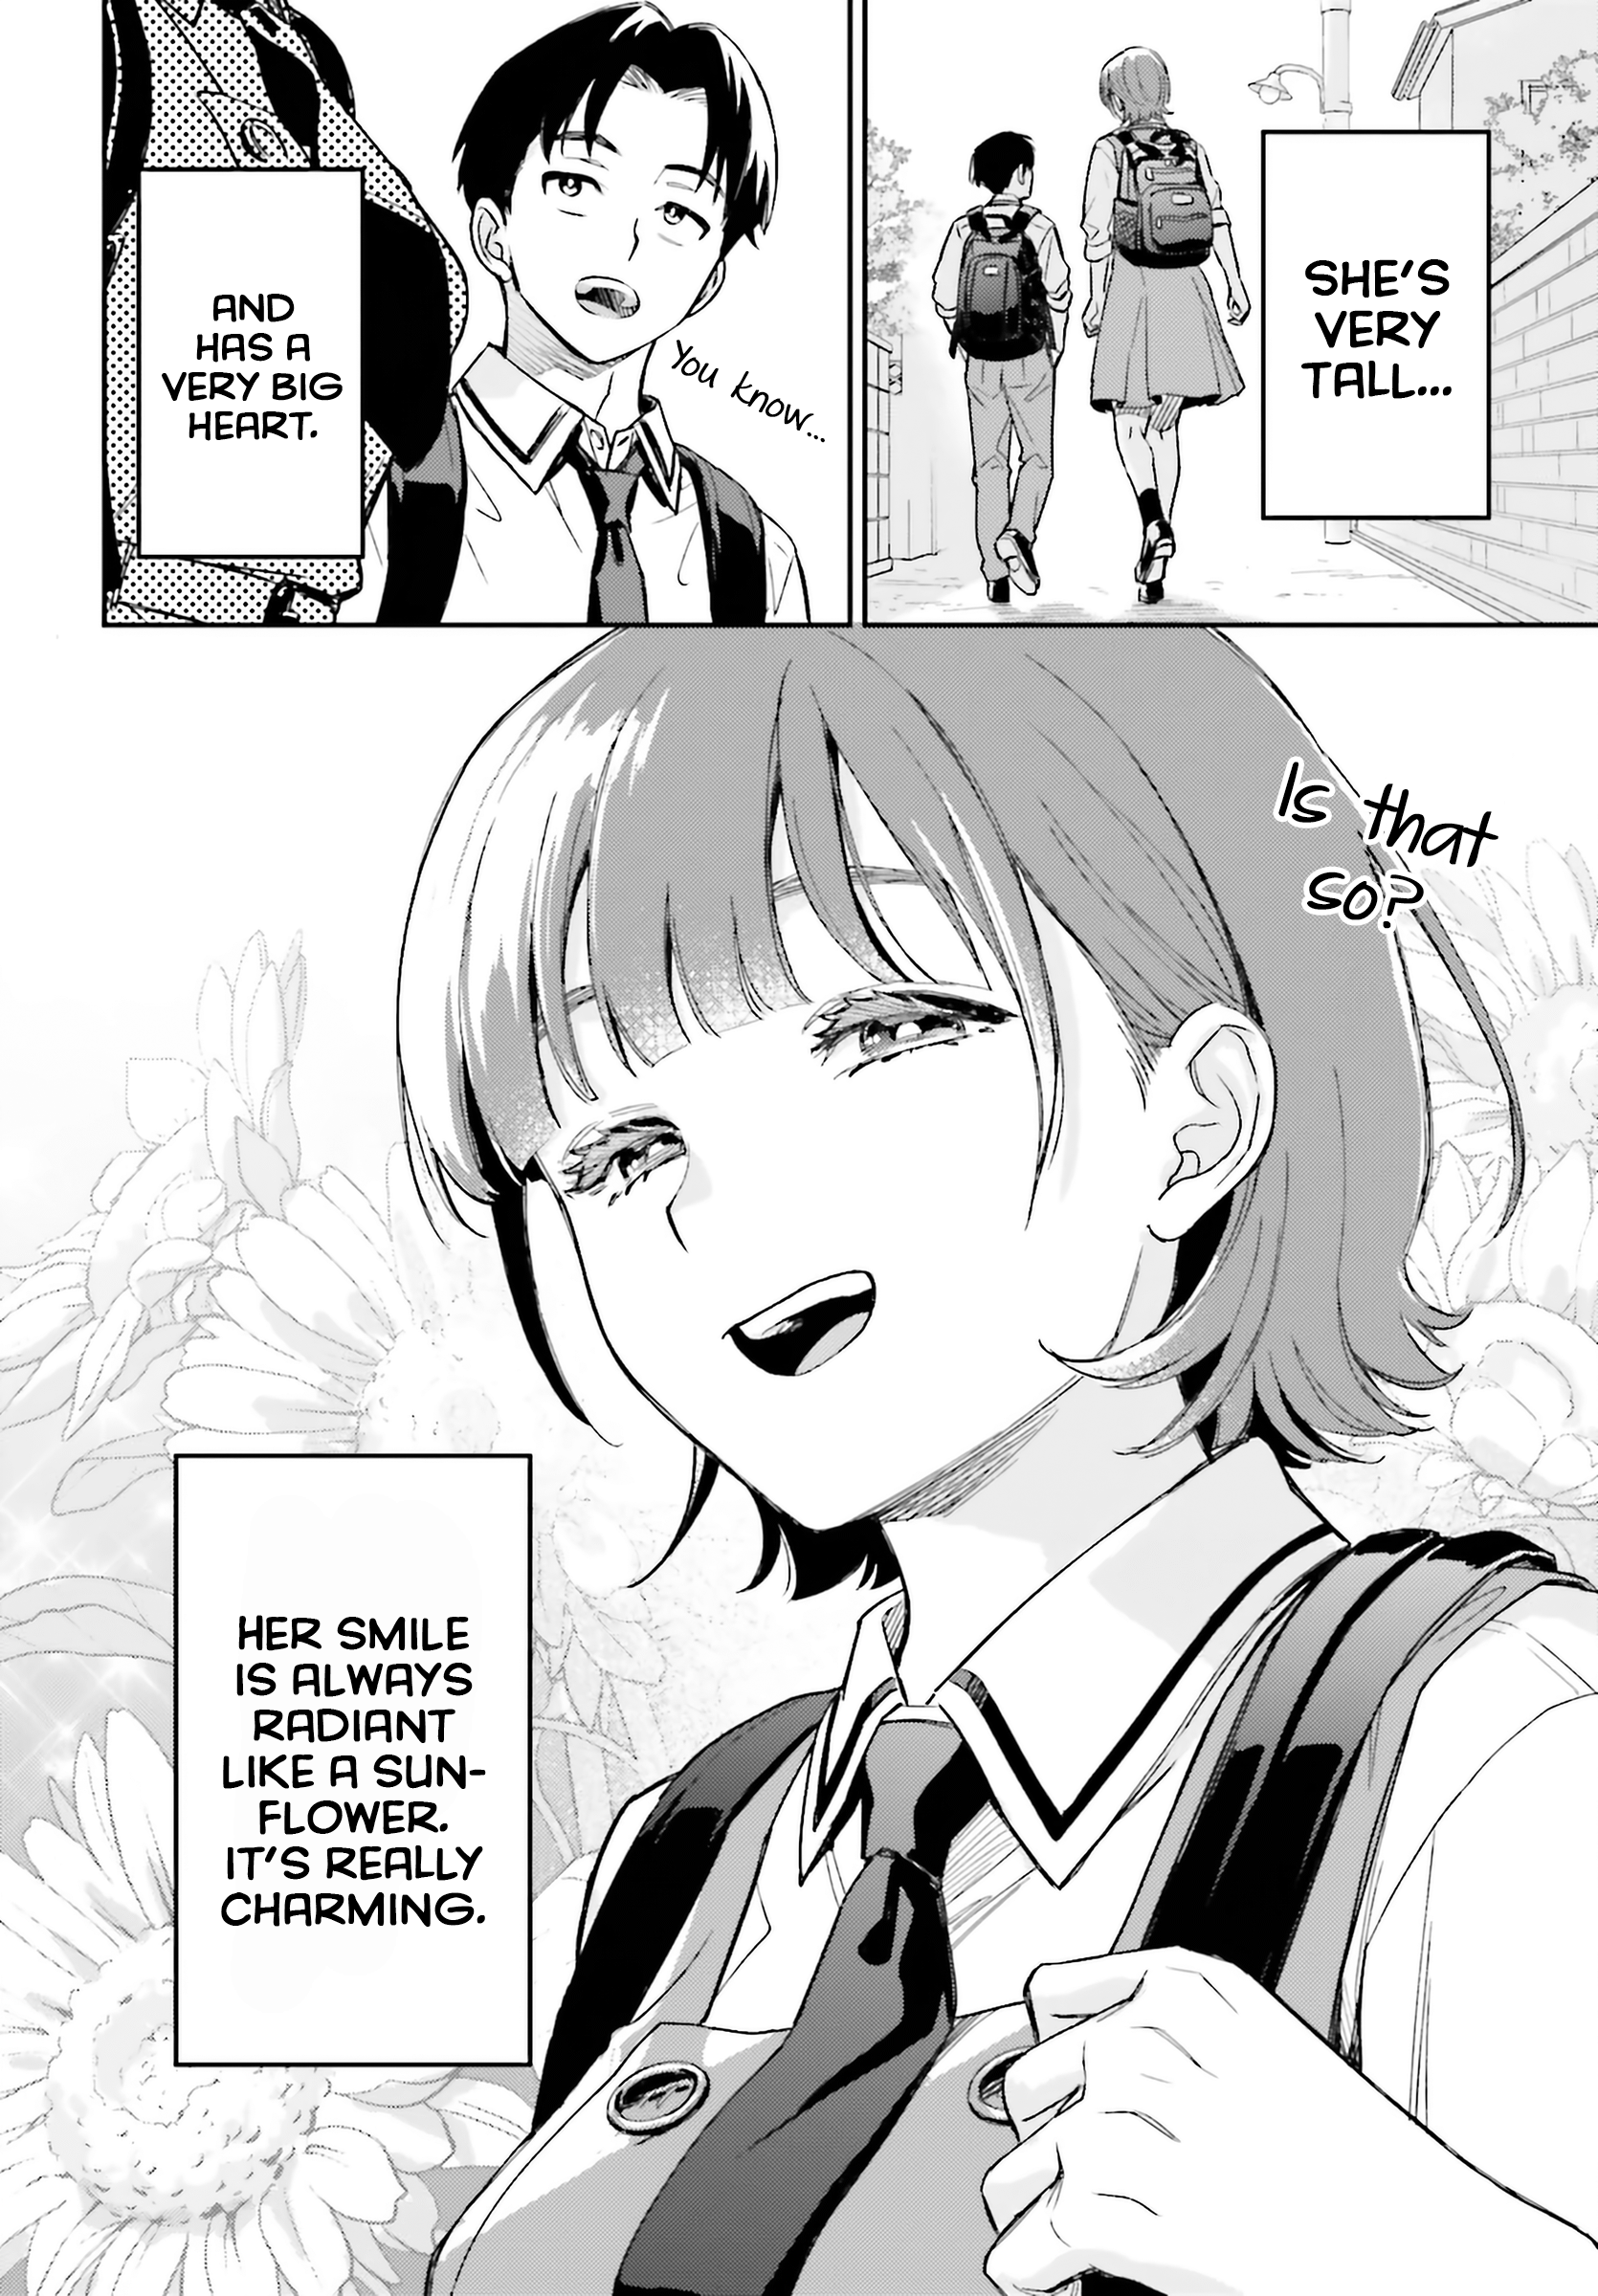 SHE'S
VERY
TALL...
AND
HAS A
VERY BIG
HEART.
You know...
Is that
so?
HER SMILE
IS ALWAYS
RADIANT
LIKE A SUN-
FLOWER.
IT'S REALLY
CHARMING.